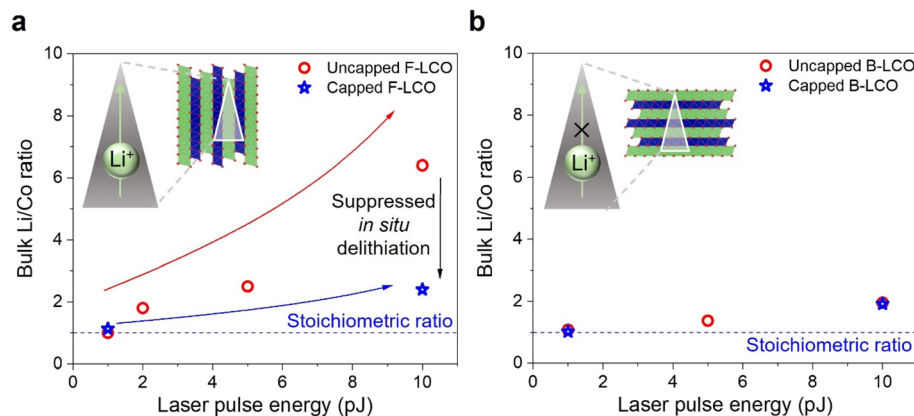 a
10
8
6
4
2
0
Bulk Li/Co ratio
Li⁺
Uncapped F-LCO
Capped F-LCO
Suppressed
in situ
delithiation
Stoichiometric ratio
0 2 4 6 8 10
Laser pulse energy (pJ)
b
10
8
6
4
2
0
Bulk Li/Co ratio
Li⁺
Uncapped B-LCO
Capped B-LCO
Stoichiometric ratio
0 2 4 6 8 10
Laser pulse energy (pJ)